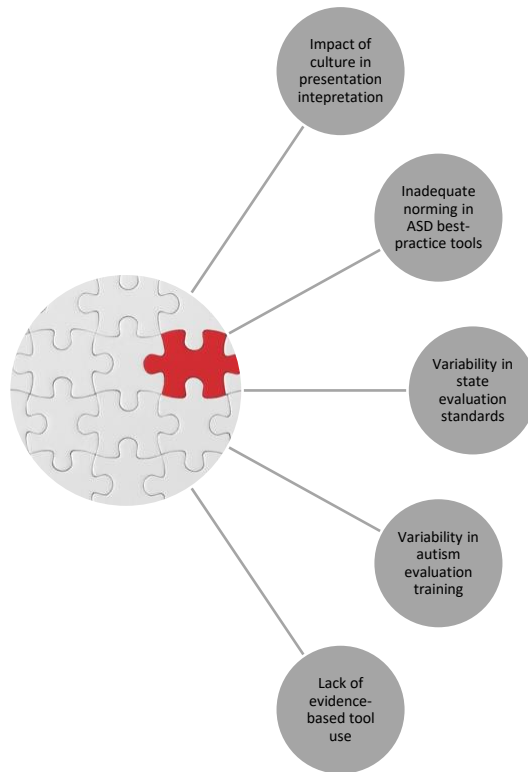 Impact of
culture in
presentation
intepretation
Inadequate
norming in
ASD best-
practice tools
Variability in
state
evaluation
standards
Variability in
autism
evaluation
training
Lack of
evidence-
based tool
use